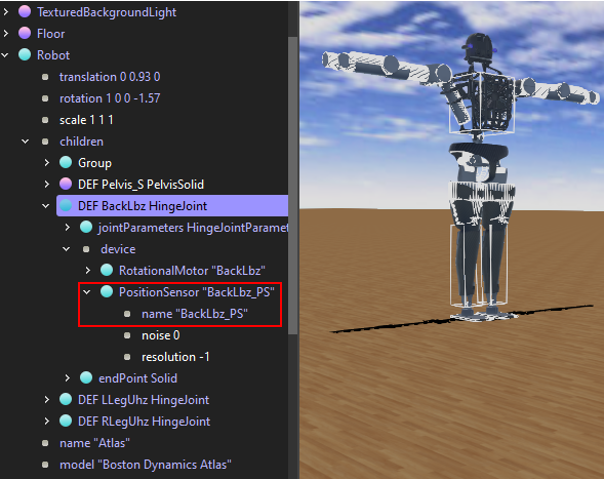 TexturedBackgroundLight
Floor
Robot
translation 0 0.93 0
rotation 1 0 0 -1.57
scale 1 1 1
children
Group
DEF Pelvis_S PelvisSolid
DEF BackLbz HingeJoint
jointParameters HingeJointParamet
device
RotationalMotor "BackLbz"
PositionSensor "BackLbz_PS"
name "BackLbz_PS"
noise 0
resolution -1
endPoint Solid
DEF LLegUhz HingeJoint
DEF RLegUhz HingeJoint
name "Atlas"
model "Boston Dynamics Atlas"